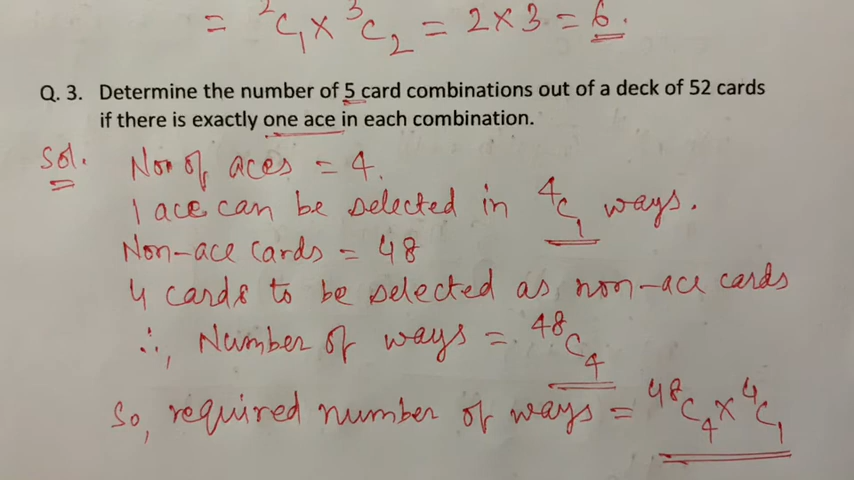 = ²C₁ × ³C₂ = 2 × 3 = 6.
Q. 3. Determine the number of 5 card combinations out of a deck of 52 cards
if there is exactly one ace in each combination.
Sol. No. of aces = 4.
1 ace can be selected in ⁴C₁ ways.
Non-ace cards = 48
4 cards to be selected as non-ace cards
∴, Number of ways = ⁴⁸C₄
So, required number of ways = ⁴⁸C₄ × ⁴C₁